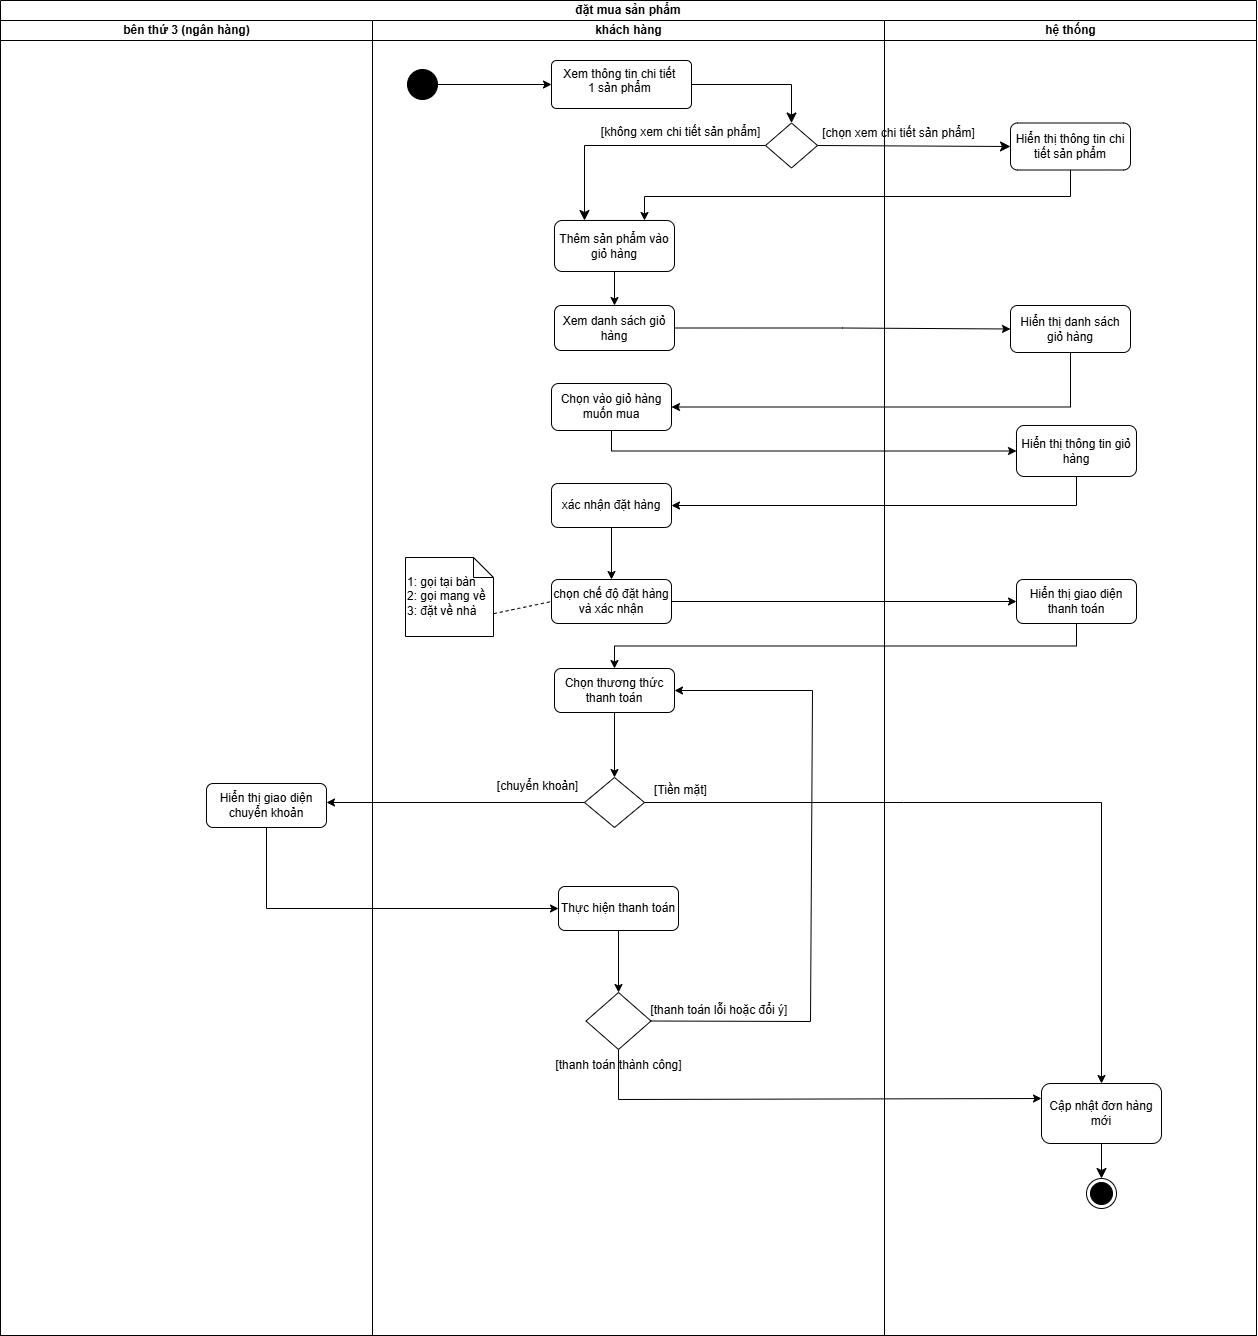 đặt mua sản phẩm
bên thứ 3 (ngân hàng)
khách hàng
hệ thống
Xem thông tin chi tiết
1 sản phẩm
[không xem chi tiết sản phẩm]
[chọn xem chi tiết sản phẩm]
Hiển thị thông tin chi
tiết sản phẩm
Thêm sản phẩm vào
giỏ hàng
Xem danh sách giỏ
hàng
Hiển thị danh sách
giỏ hàng
Chọn vào giỏ hàng
muốn mua
Hiển thị thông tin giỏ
hàng
xác nhận đặt hàng
1: gọi tại bàn
2: gọi mang về
3: đặt về nhà
chọn chế độ đặt hàng
và xác nhận
Hiển thị giao diện
thanh toán
Chọn thương thức
thanh toán
[chuyển khoản]
[Tiền mặt]
Hiển thị giao diện
chuyển khoản
Thực hiện thanh toán
[thanh toán lỗi hoặc đổi ý]
[thanh toán thành công]
Cập nhật đơn hàng
mới